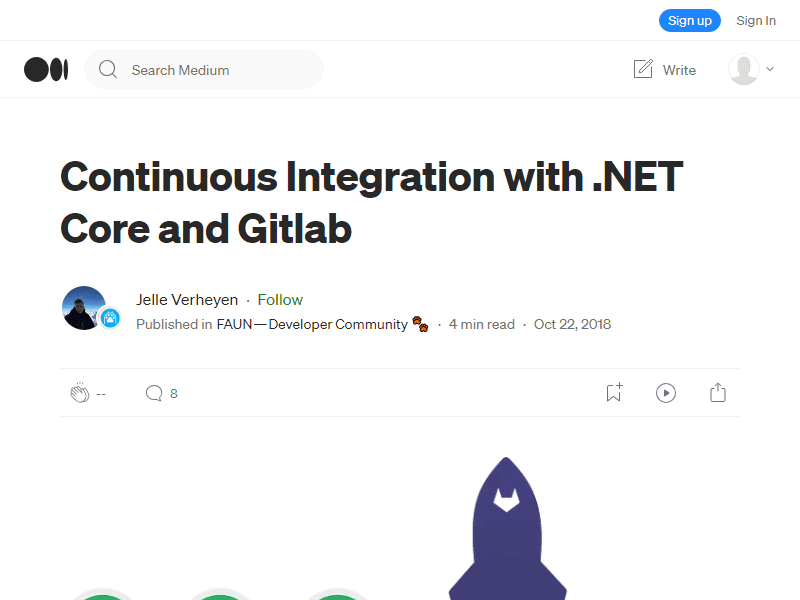 Sign up Sign In
Search Medium Write
Continuous Integration with .NET
Core and Gitlab
Jelle Verheyen · Follow
Published in FAUN — Developer Community · 4 min read · Oct 22, 2018
-- 8